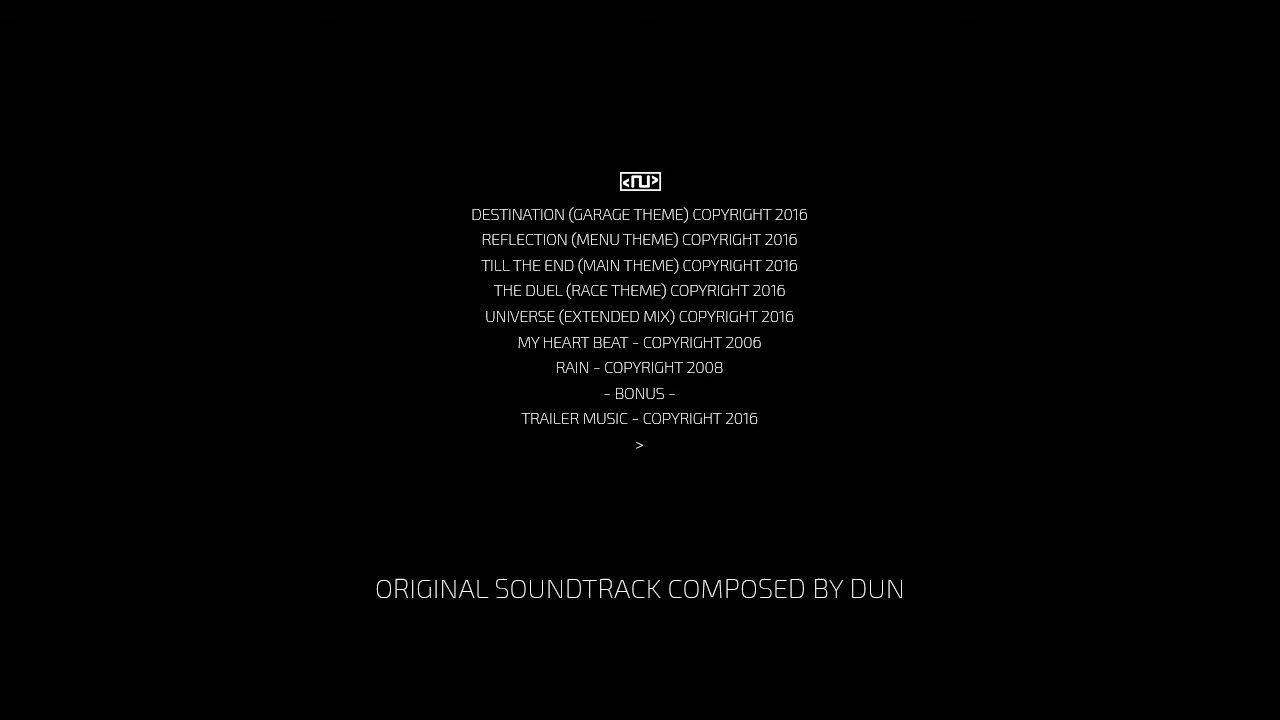 DESTINATION (GARAGE THEME) COPYRIGHT 2016
REFLECTION (MENU THEME) COPYRIGHT 2016
TILL THE END (MAIN THEME) COPYRIGHT 2016
THE DUEL (RACE THEME) COPYRIGHT 2016
UNIVERSE (EXTENDED MIX) COPYRIGHT 2016
MY HEART BEAT - COPYRIGHT 2006
RAIN - COPYRIGHT 2008
- BONUS -
TRAILER MUSIC - COPYRIGHT 2016
>
ORIGINAL SOUNDTRACK COMPOSED BY DUN